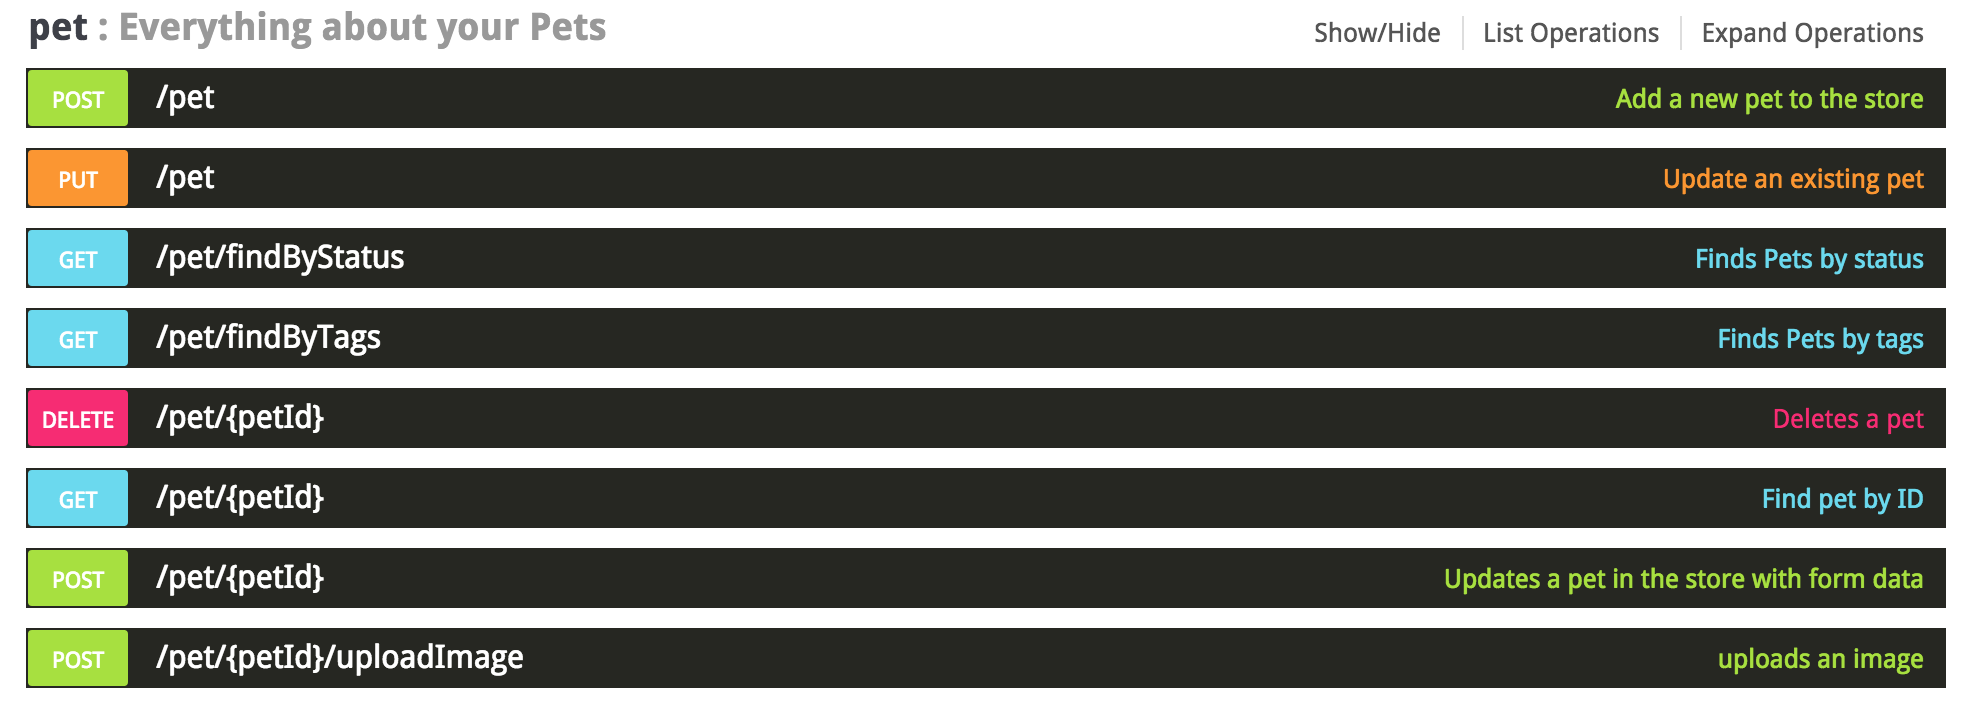 pet : Everything about your Pets Show/Hide List Operations Expand Operations
POST /pet Add a new pet to the store
PUT /pet Update an existing pet
GET /pet/findByStatus Finds Pets by status
GET /pet/findByTags Finds Pets by tags
DELETE /pet/{petId} Deletes a pet
GET /pet/{petId} Find pet by ID
POST /pet/{petId} Updates a pet in the store with form data
POST /pet/{petId}/uploadImage uploads an image